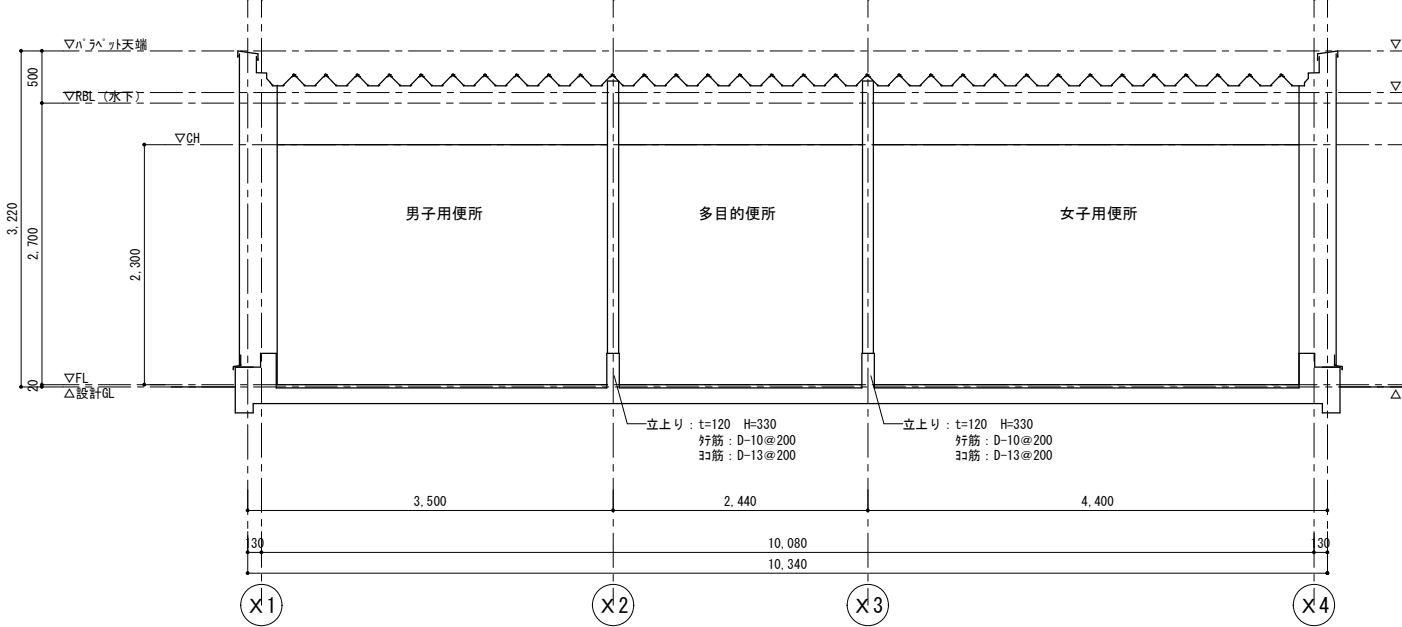 ▽ﾊﾟﾗﾍﾟｯﾄ天端
▽
500
▽RBL (水下)
▽
▽CH
男子用便所
多目的便所
女子用便所
3,220
2,700
2,300
▽FL
20
△設計GL
△
立上り：t=120 H=330
ﾀﾃ筋：D-10@200
ﾖｺ筋：D-13@200
立上り：t=120 H=330
ﾀﾃ筋：D-10@200
ﾖｺ筋：D-13@200
3,500
2,440
4,400
130
10,080
130
10,340
X1
X2
X3
X4